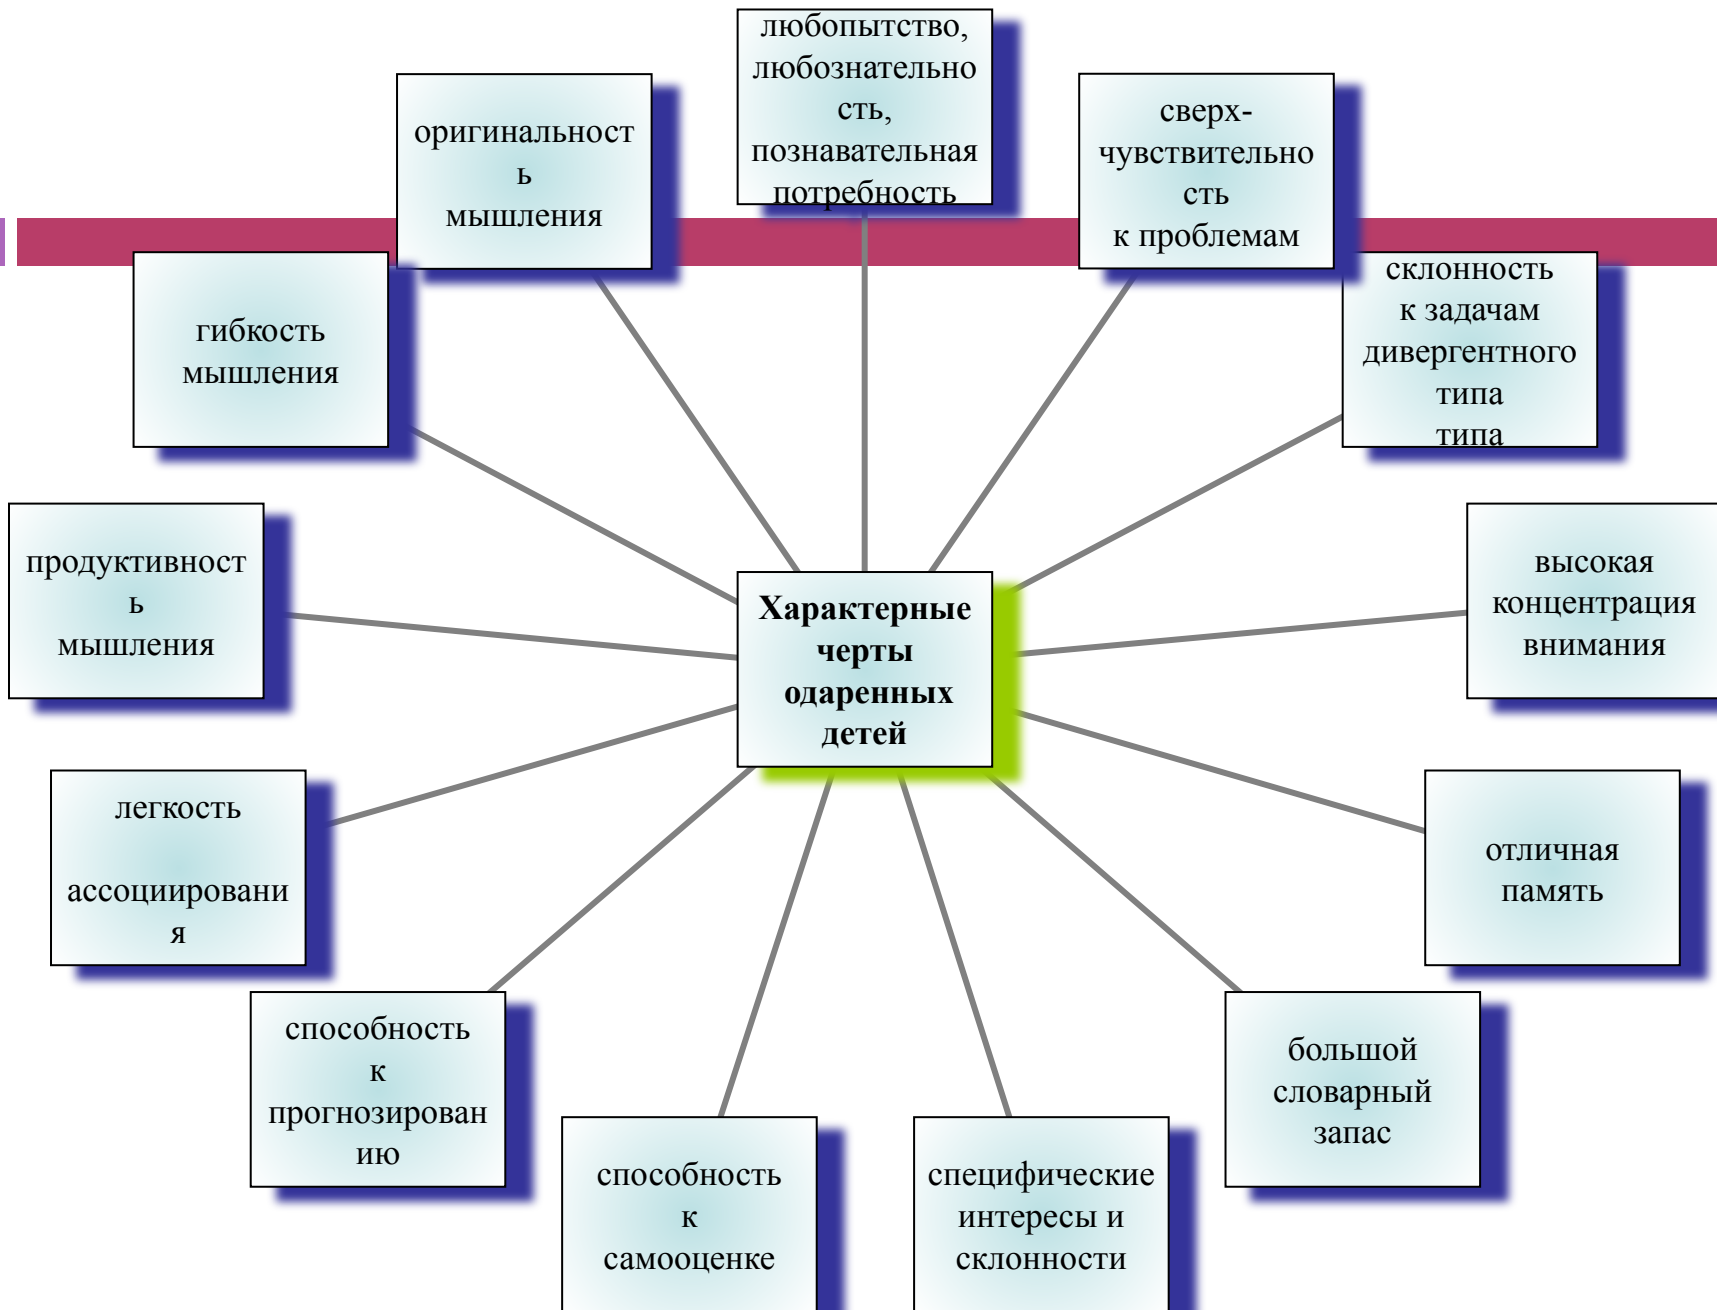 любопытство,
любознательно
сть,
познавательная
потребность
сверх-
чувствительно
сть
к проблемам
склонность
к задачам
дивергентного
типа
типа
высокая
концентрация
внимания
отличная
память
большой
словарный
запас
специфические
интересы и
склонности
способность
к
самооценке
способность
к
прогнозирован
ию
легкость
ассоциировани
я
продуктивност
ь
мышления
гибкость
мышления
оригинальност
ь
мышления
Характерные
черты
одаренных
детей